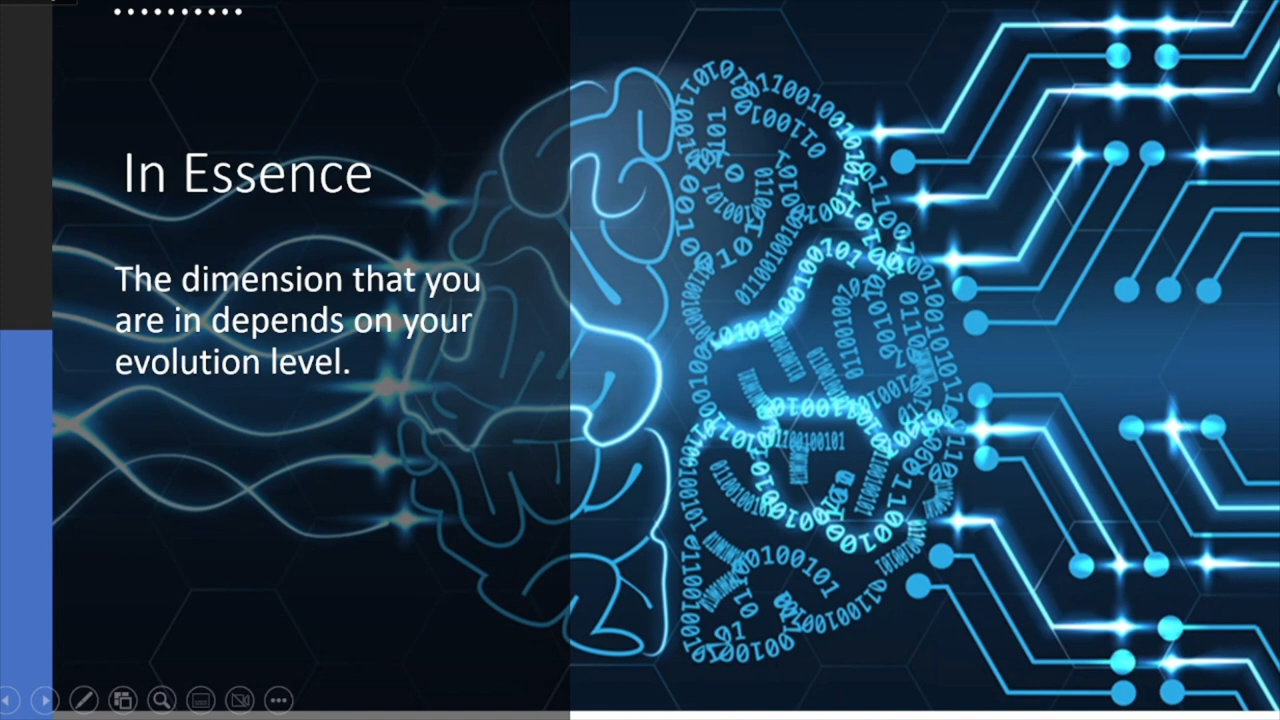 In Essence
The dimension that you
are in depends on your
evolution level.